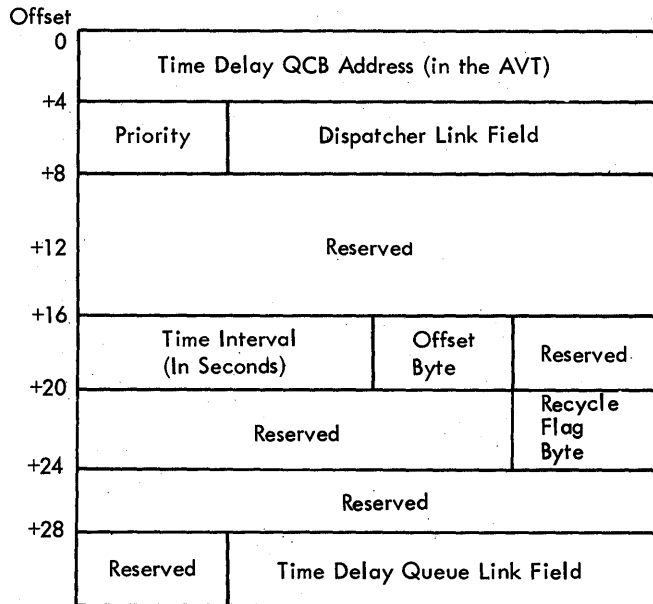 Offset
0
Time Delay QCB Address (in the AVT)
+4
Priority
Dispatcher Link Field
+8
+12
Reserved
+16
Time Interval
(In Seconds)
Offset
Byte
Reserved
+20
Reserved
Recycle
Flag
Byte
+24
Reserved
+28
Reserved
Time Delay Queue Link Field